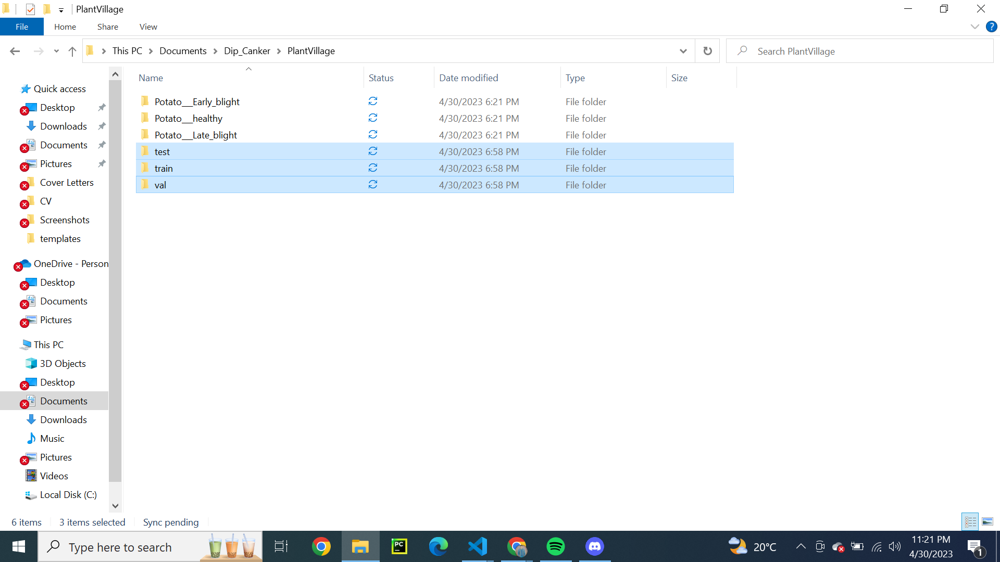 PlantVillage
File Home Share View
This PC Documents Dip_Canker PlantVillage
Search PlantVillage
Name Status Date modified Type Size
Potato___Early_blight 4/30/2023 6:21 PM File folder
Potato___healthy 4/30/2023 6:21 PM File folder
Potato___Late_blight 4/30/2023 6:21 PM File folder
test 4/30/2023 6:58 PM File folder
train 4/30/2023 6:58 PM File folder
val 4/30/2023 6:58 PM File folder
Quick access
Desktop
Downloads
Documents
Pictures
Cover Letters
CV
Screenshots
templates
OneDrive - Person
Desktop
Documents
Pictures
This PC
3D Objects
Desktop
Documents
Downloads
Music
Pictures
Videos
Local Disk (C:)
6 items 3 items selected Sync pending
Type here to search
PC
20°C
11:21 PM
4/30/2023
1